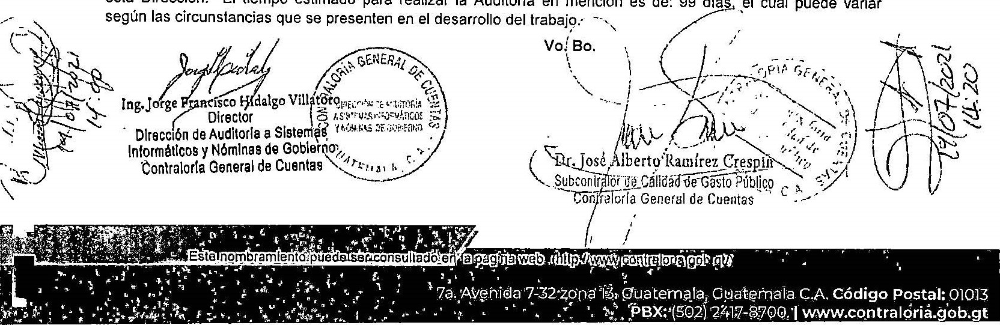 esta Dirección. El tiempo estimado para realizar la Auditoría en mención es de: 99 días, el cual puede variar
según las circunstancias que se presenten en el desarrollo del trabajo.
Vo. Bo.
Ing. Jorge Francisco Hidalgo Villatoro
Director
Dirección de Auditoría a Sistemas
Informáticos y Nóminas de Gobierno
Contraloría General de Cuentas
CONTRALORÍA GENERAL DE CUENTAS
DIRECCIÓN DE AUDITORÍA
A SISTEMAS INFORMÁTICOS
Y NÓMINAS DE GOBIERNO
GUATEMALA, C. A.
Dr. José Alberto Ramírez Crespín
Subcontralor de Calidad de Gasto Público
Contraloría General de Cuentas
GENERAL DE CUENTAS
C. A.
/07/2021
14:
19/07/2021
14:20
Este nombramiento puede ser consultado en la página web (http://www.contraloria.gob.gt/)
7a. Avenida 7-32 zona 13, Guatemala, Guatemala C.A. Código Postal: 01013
PBX: (502) 2417-8700. | www.contraloria.gob.gt